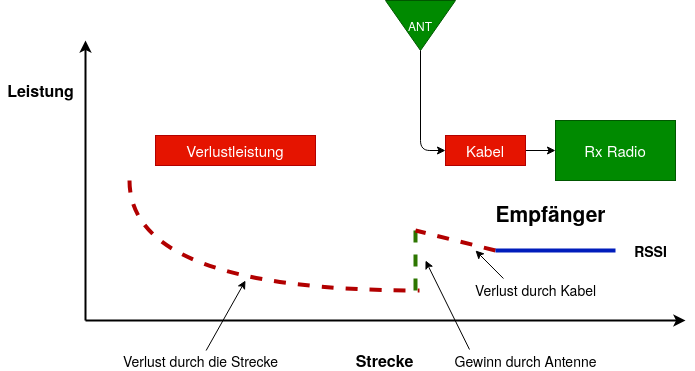 ANT
Leistung
Verlustleistung
Kabel
Rx Radio
Empfänger
RSSI
Verlust durch Kabel
Verlust durch die Strecke
Strecke
Gewinn durch Antenne